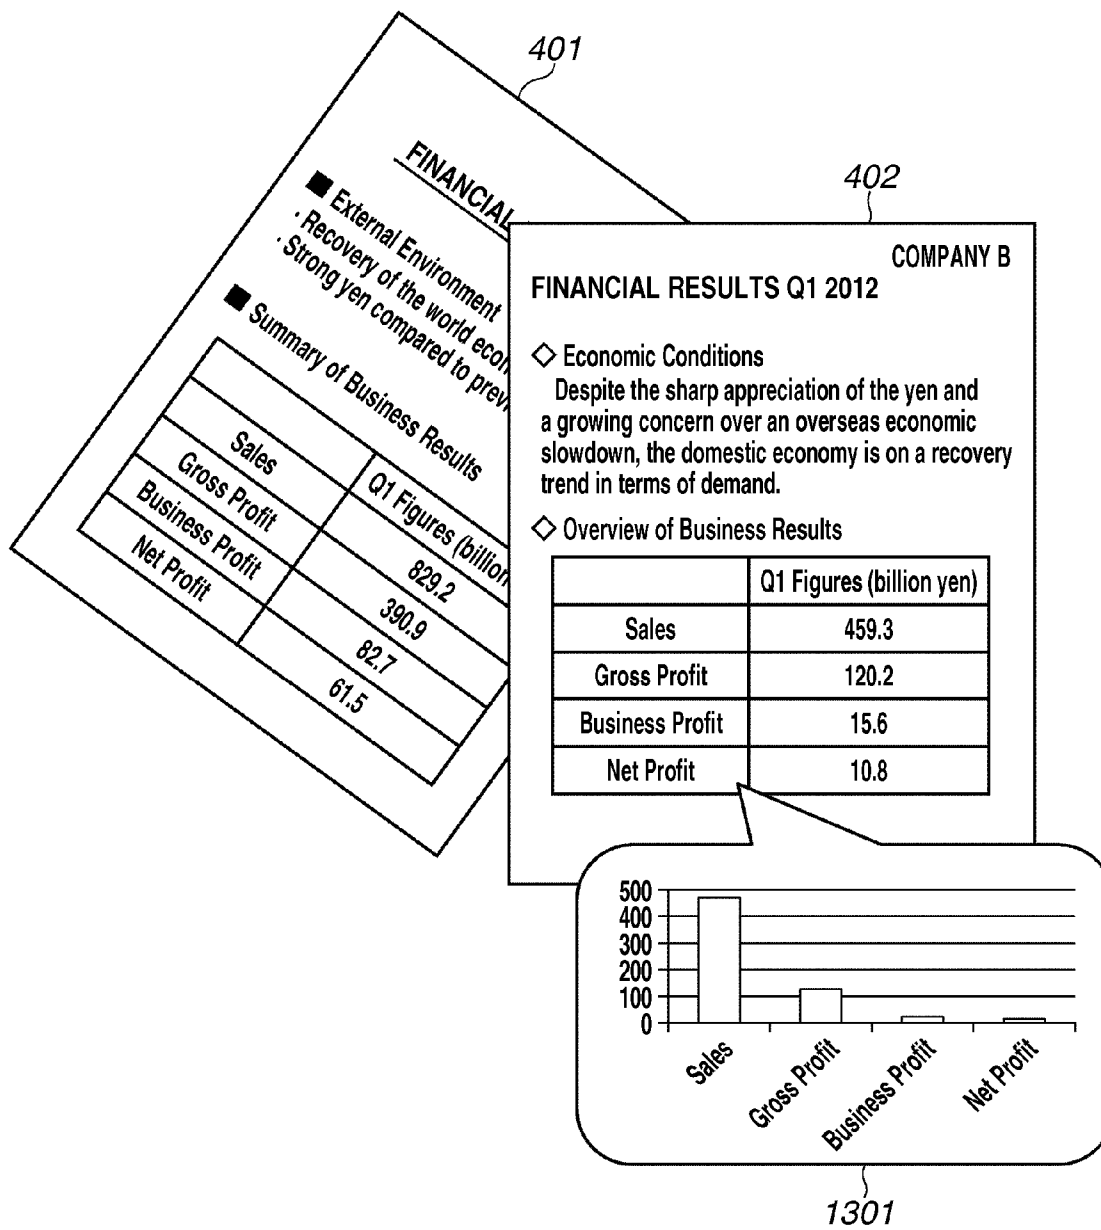 401
FINANCIAL
■ External Environment
· Recovery of the world econ
· Strong yen compared to previ
■ Summary of Business Results
Q1 Figures (billion
Sales 829.2
Gross Profit 390.9
Business Profit 82.7
Net Profit 61.5
402
COMPANY B
FINANCIAL RESULTS Q1 2012
◇ Economic Conditions
Despite the sharp appreciation of the yen and
a growing concern over an overseas economic
slowdown, the domestic economy is on a recovery
trend in terms of demand.
◇ Overview of Business Results
Q1 Figures (billion yen)
Sales 459.3
Gross Profit 120.2
Business Profit 15.6
Net Profit 10.8
500
400
300
200
100
0
Sales Gross Profit Business Profit Net Profit
1301